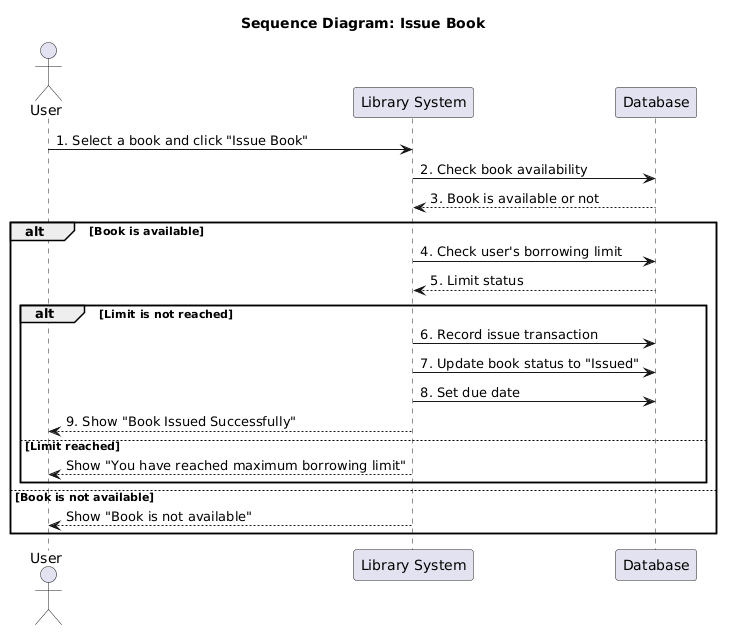 Sequence Diagram: Issue Book
User
Library System
Database
1. Select a book and click "Issue Book"
2. Check book availability
3. Book is available or not
alt [Book is available]
4. Check user's borrowing limit
5. Limit status
alt [Limit is not reached]
6. Record issue transaction
7. Update book status to "Issued"
8. Set due date
9. Show "Book Issued Successfully"
[Limit reached]
Show "You have reached maximum borrowing limit"
[Book is not available]
Show "Book is not available"
User
Library System
Database